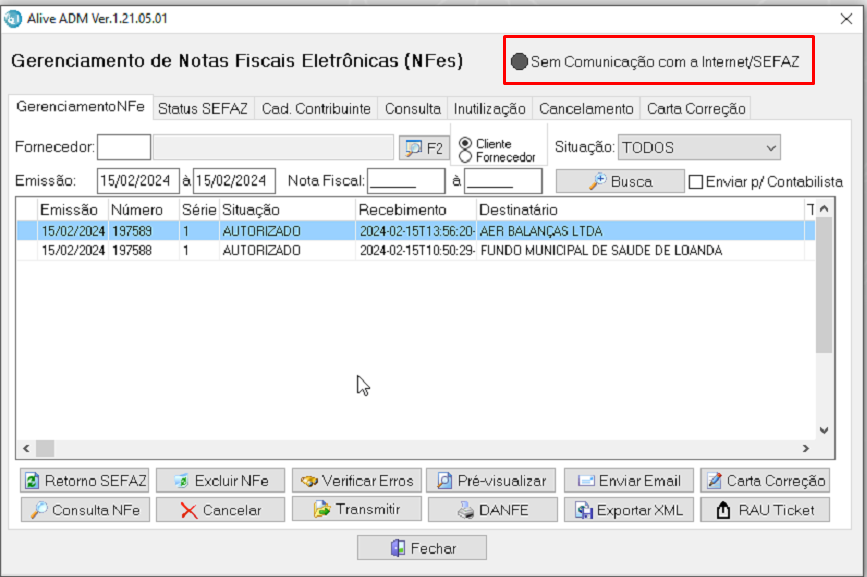 Alive ADM Ver.1.21.05.01
Gerenciamento de Notas Fiscais Eletrônicas (NFes)
Sem Comunicação com a Internet/SEFAZ
GerenciamentoNFe Status SEFAZ Cad. Contribuinte Consulta Inutilização Cancelamento Carta Correção
Fornecedor: F2 Cliente Fornecedor Situação: TODOS
Emissão: 15/02/2024 à 15/02/2024 Nota Fiscal: à Busca Enviar p/ Contabilista
Emissão Número Série Situação Recebimento Destinatário T
15/02/2024 197589 1 AUTORIZADO 2024-02-15T13:56:20- AER BALANÇAS LTDA
15/02/2024 197588 1 AUTORIZADO 2024-02-15T10:50:29- FUNDO MUNICIPAL DE SAUDE DE LOANDA
Retorno SEFAZ Excluir NFe Verificar Erros Pré-visualizar Enviar Email Carta Correção
Consulta NFe Cancelar Transmitir DANFE Exportar XML RAU Ticket
Fechar